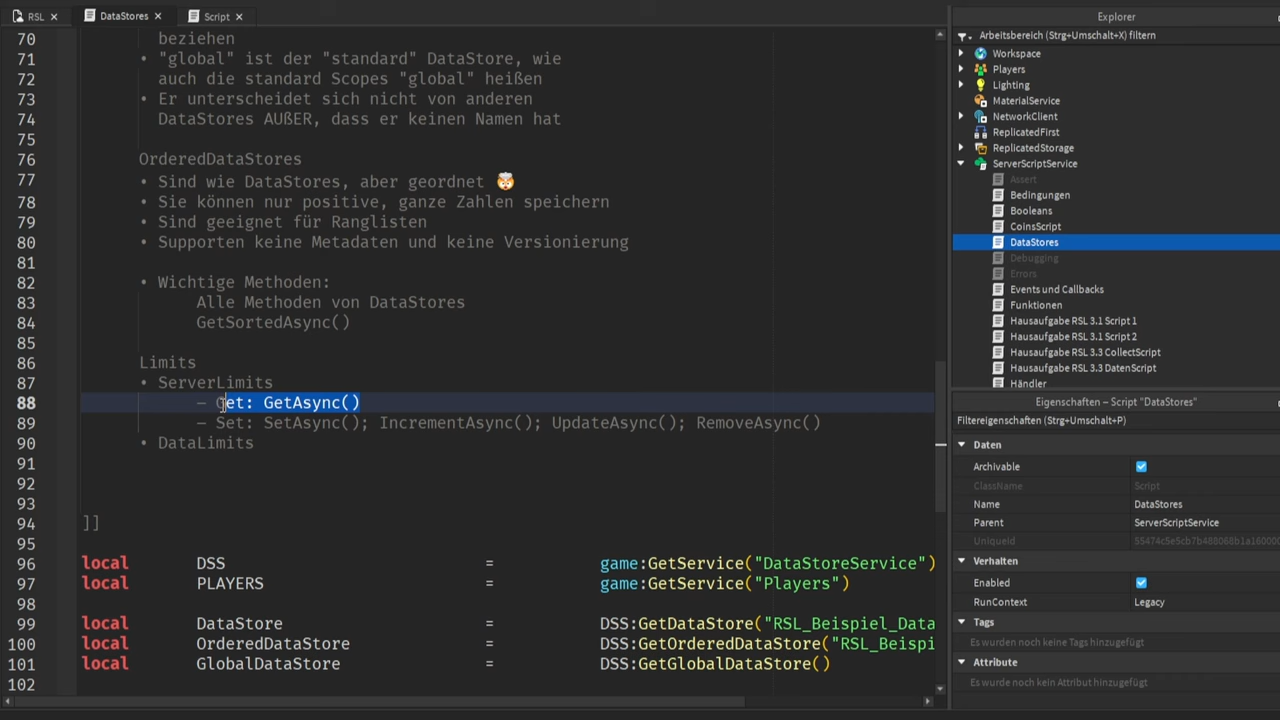 RSL
DataStores
Script
70 beziehen
71 • "global" ist der "standard" DataStore, wie
72 auch die standard Scopes "global" heißen
73 • Er unterscheidet sich nicht von anderen
74 DataStores AUßER, dass er keinen Namen hat
75
76 OrderedDataStores
77 • Sind wie DataStores, aber geordnet 🤯
78 • Sie können nur positive, ganze Zahlen speichern
79 • Sind geeignet für Ranglisten
80 • Supporten keine Metadaten und keine Versionierung
81
82 • Wichtige Methoden:
83 Alle Methoden von DataStores
84 GetSortedAsync()
85
86 Limits
87 • ServerLimits
88 – Get: GetAsync()
89 – Set: SetAsync(); IncrementAsync(); UpdateAsync(); RemoveAsync()
90 • DataLimits
91
92
93
94 ]]
95
96 local DSS = game:GetService("DataStoreService")
97 local PLAYERS = game:GetService("Players")
98
99 local DataStore = DSS:GetDataStore("RSL_Beispiel_Data
100 local OrderedDataStore = DSS:GetOrderedDataStore("RSL_Beispi
101 local GlobalDataStore = DSS:GetGlobalDataStore()
102
Explorer
Arbeitsbereich (Strg+Umschalt+X) filtern
Workspace
Players
Lighting
MaterialService
NetworkClient
ReplicatedFirst
ReplicatedStorage
ServerScriptService
Assert
Bedingungen
Booleans
CoinsScript
DataStores
Debugging
Errors
Events und Callbacks
Funktionen
Hausaufgabe RSL 3.1 Script 1
Hausaufgabe RSL 3.1 Script 2
Hausaufgabe RSL 3.3 CollectScript
Hausaufgabe RSL 3.3 DatenScript
Händler
Eigenschaften – Script "DataStores"
Filtereigenschaften (Strg+Umschalt+P)
Daten
Archivable
ClassName Script
Name DataStores
Parent ServerScriptService
UniqueId
Verhalten
Enabled
RunContext Legacy
Tags
Es wurden noch keine Tags hinzugefügt
Attribute
Es wurde noch kein Attribut hinzugefügt